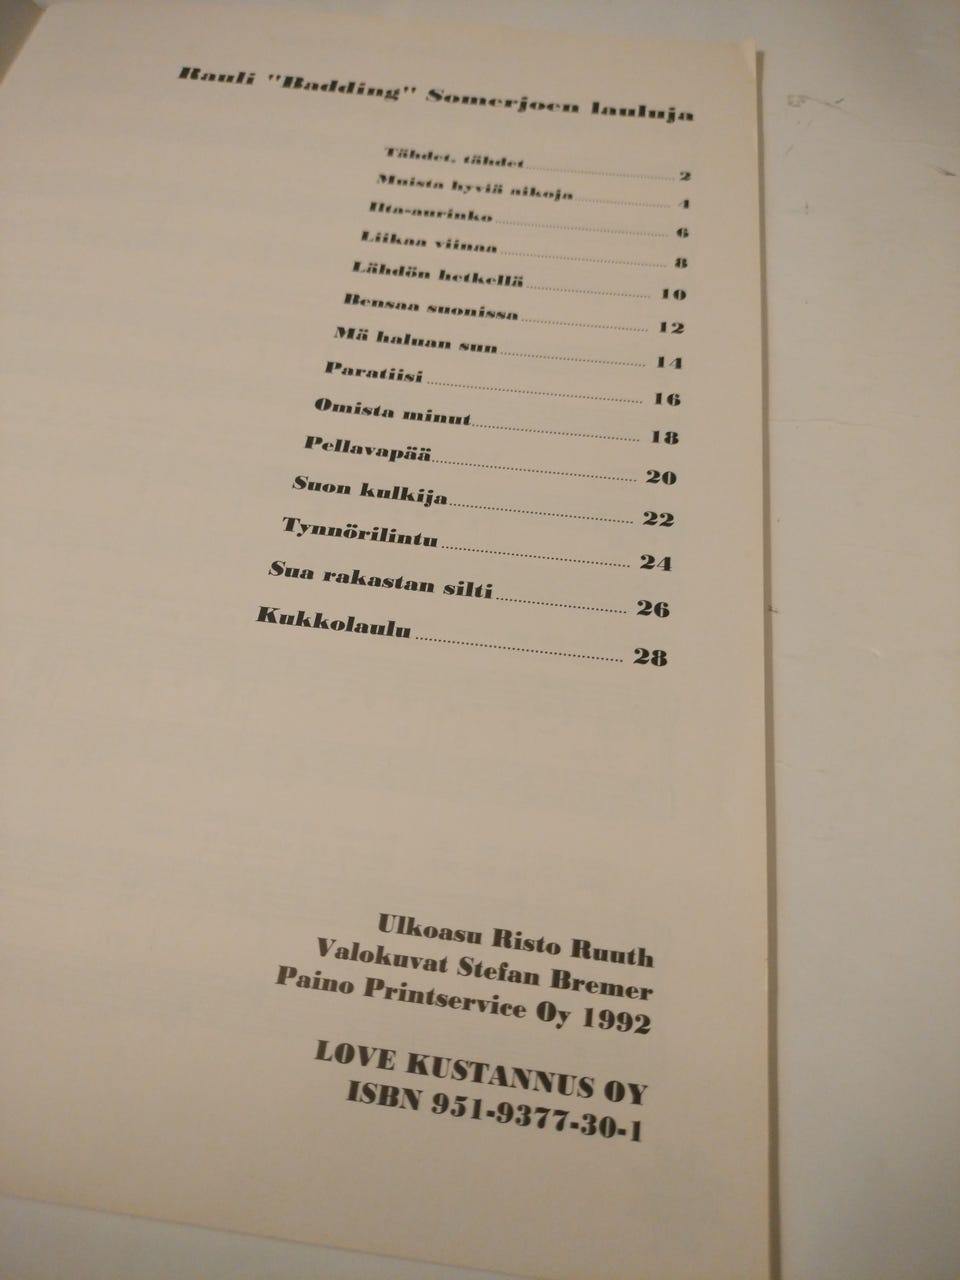 Rauli "Badding" Somerjoen lauluja
Tähdet, tähdet 2
Muista hyviä aikoja 4
Ilta-aurinko 6
Liikaa viinaa 8
Lähdön hetkellä 10
Bensaa suonissa 12
Mä haluan sun 14
Paratiisi 16
Omista minut 18
Pellavapää 20
Suon kulkija 22
Tynnörilintu 24
Sua rakastan silti 26
Kukkolaulu 28
Ulkoasu Risto Ruuth
Valokuvat Stefan Bremer
Paino Printservice Oy 1992
LOVE KUSTANNUS OY
ISBN 951-9377-30-1